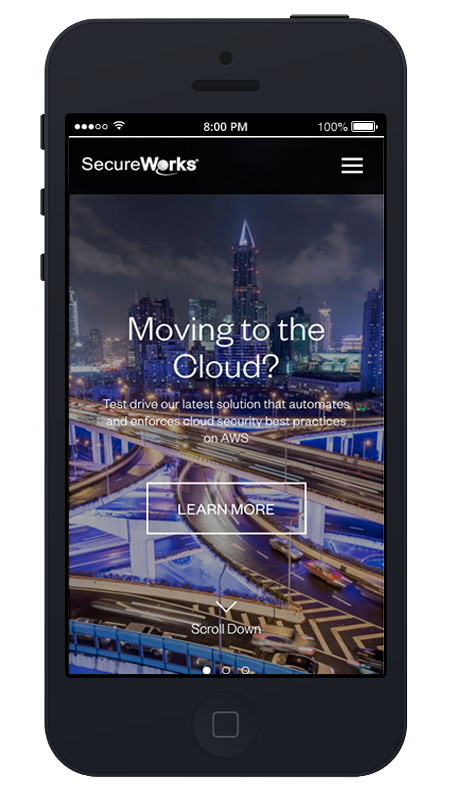 8:00 PM
100%
SecureWorks®
Moving to the
Cloud?
Test drive our latest solution that automates
and enforces cloud security best practices
on AWS
LEARN MORE
Scroll Down